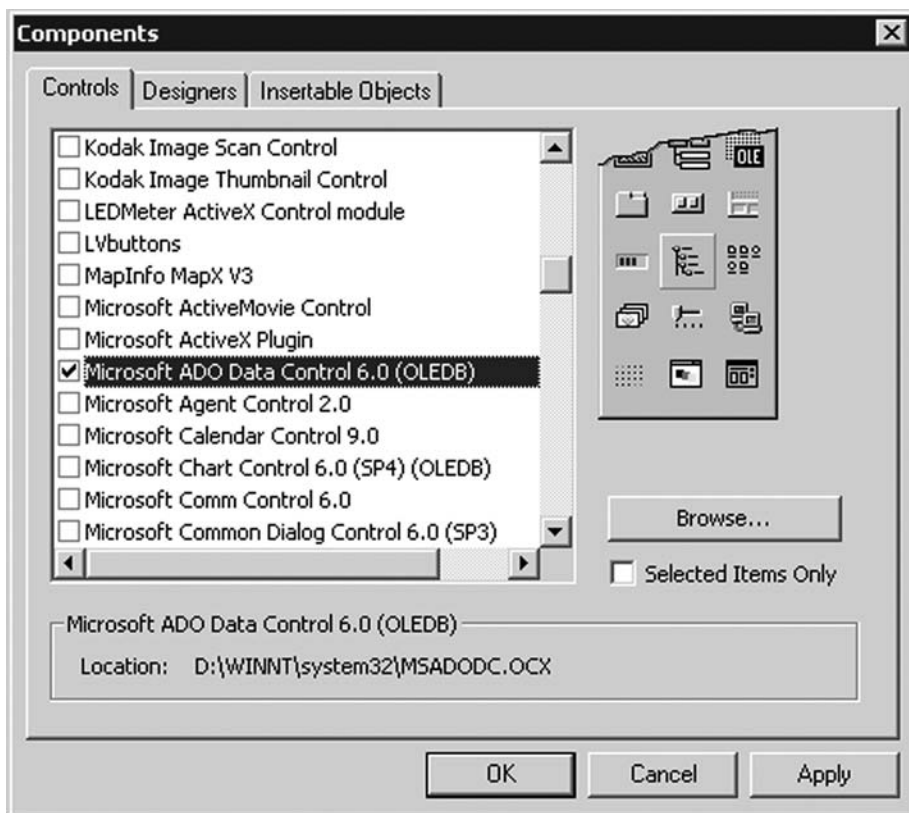 Components
Controls Designers Insertable Objects
Kodak Image Scan Control
Kodak Image Thumbnail Control
LEDMeter ActiveX Control module
LVbuttons
MapInfo MapX V3
Microsoft ActiveMovie Control
Microsoft ActiveX Plugin
Microsoft ADO Data Control 6.0 (OLEDB)
Microsoft Agent Control 2.0
Microsoft Calendar Control 9.0
Microsoft Chart Control 6.0 (SP4) (OLEDB)
Microsoft Comm Control 6.0
Microsoft Common Dialog Control 6.0 (SP3)
OLE
Browse...
Selected Items Only
Microsoft ADO Data Control 6.0 (OLEDB)
Location: D:\WINNT\system32\MSADODC.OCX
OK Cancel Apply